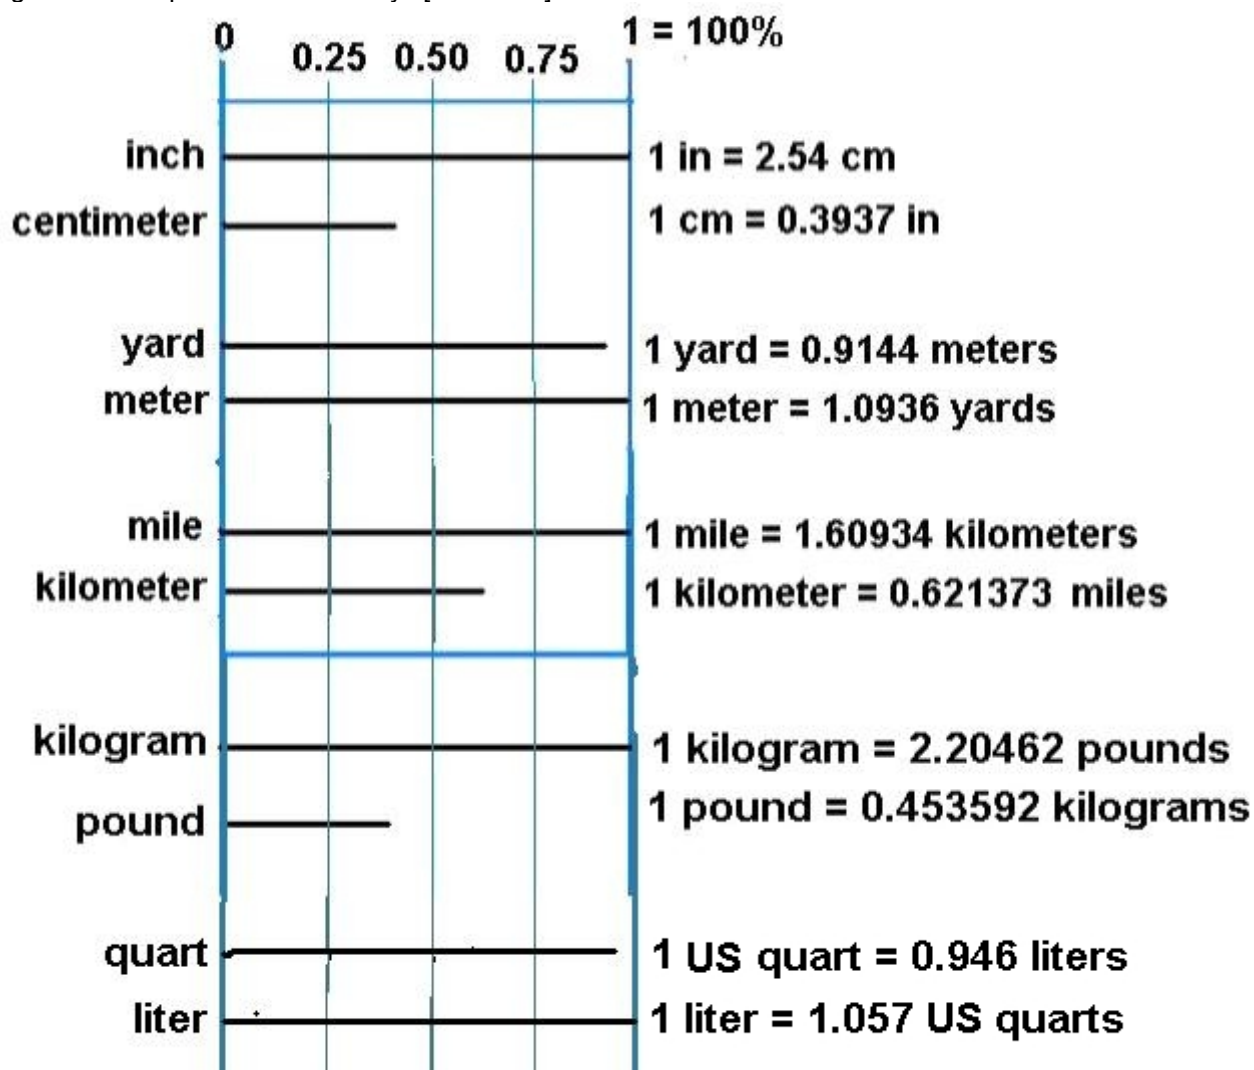 0 0.25 0.50 0.75 1 = 100%
inch 1 in = 2.54 cm
centimeter 1 cm = 0.3937 in
yard 1 yard = 0.9144 meters
meter 1 meter = 1.0936 yards
mile 1 mile = 1.60934 kilometers
kilometer 1 kilometer = 0.621373 miles
kilogram 1 kilogram = 2.20462 pounds
pound 1 pound = 0.453592 kilograms
quart 1 US quart = 0.946 liters
liter 1 liter = 1.057 US quarts